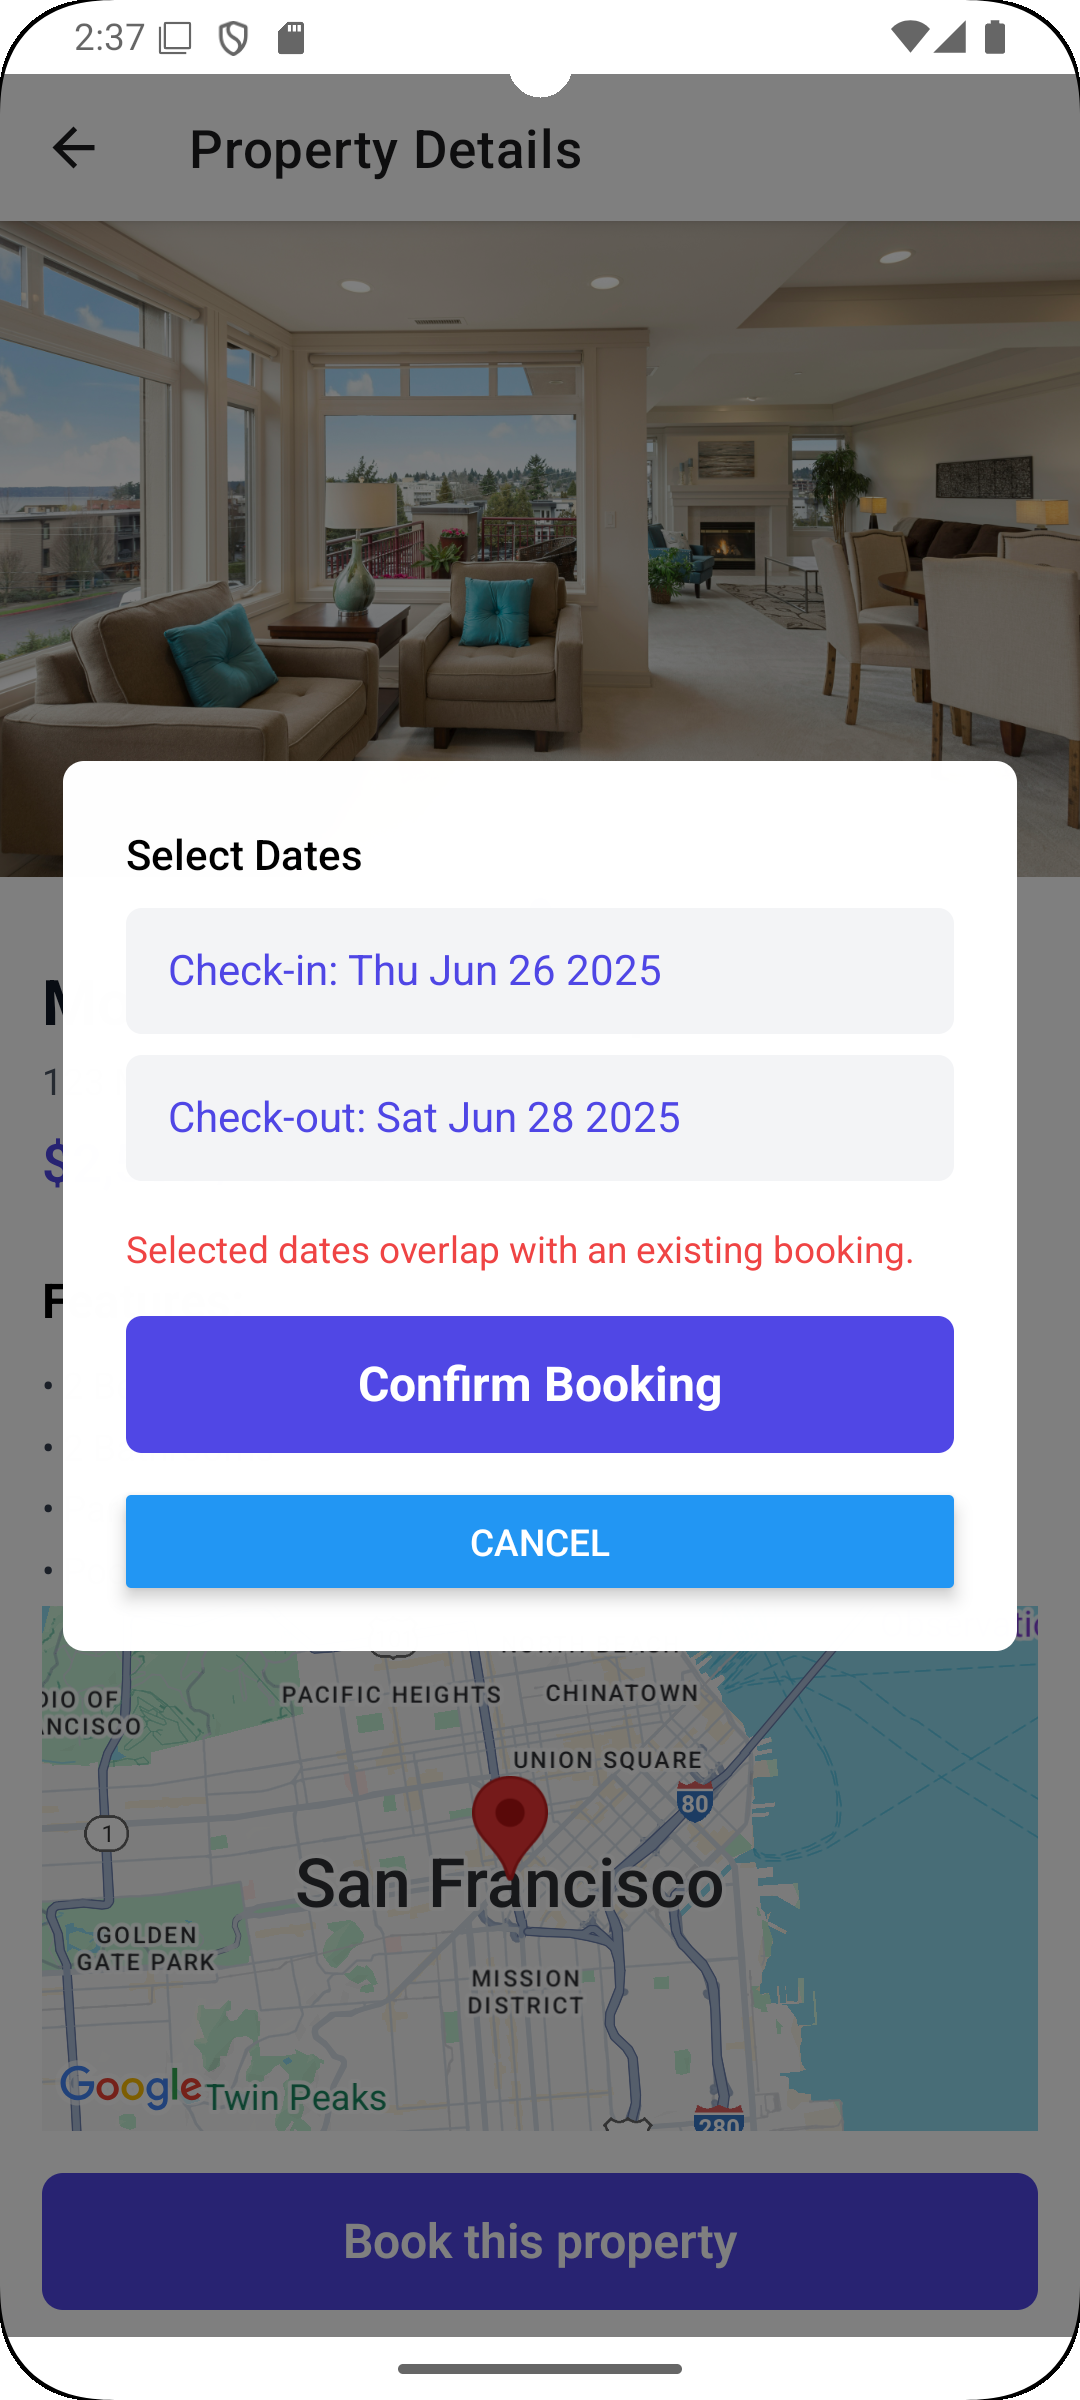 2:37
Property Details
Select Dates
Check-in: Thu Jun 26 2025
Check-out: Sat Jun 28 2025
Selected dates overlap with an existing booking.
Confirm Booking
CANCEL
PACIFIC HEIGHTS
CHINATOWN
UNION SQUARE
80
1
San Francisco
GOLDEN
GATE PARK
MISSION
DISTRICT
Google
Twin Peaks
280
Book this property